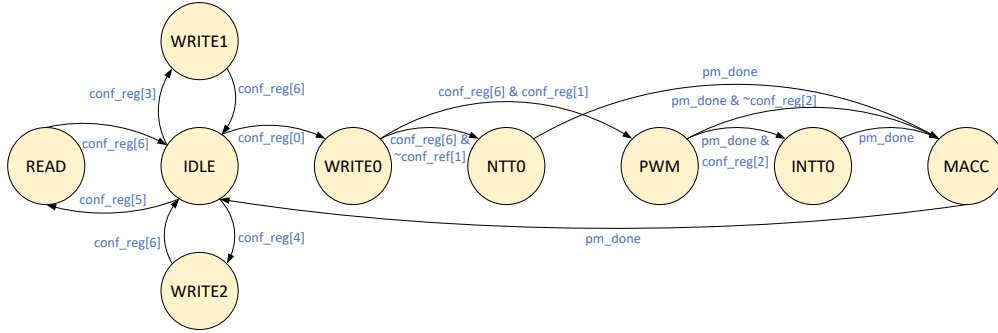 WRITE1
conf_reg[3]
conf_reg[6]
pm_done
conf_reg[6] & conf_reg[1]
pm_done & ~conf_reg[2]
conf_reg[6]
conf_reg[0]
conf_reg[6] &
~conf_ref[1]
pm_done &
conf_reg[2]
pm_done
READ
IDLE
WRITE0
NTT0
PWM
INTT0
MACC
conf_reg[5]
conf_reg[6]
conf_reg[4]
pm_done
WRITE2